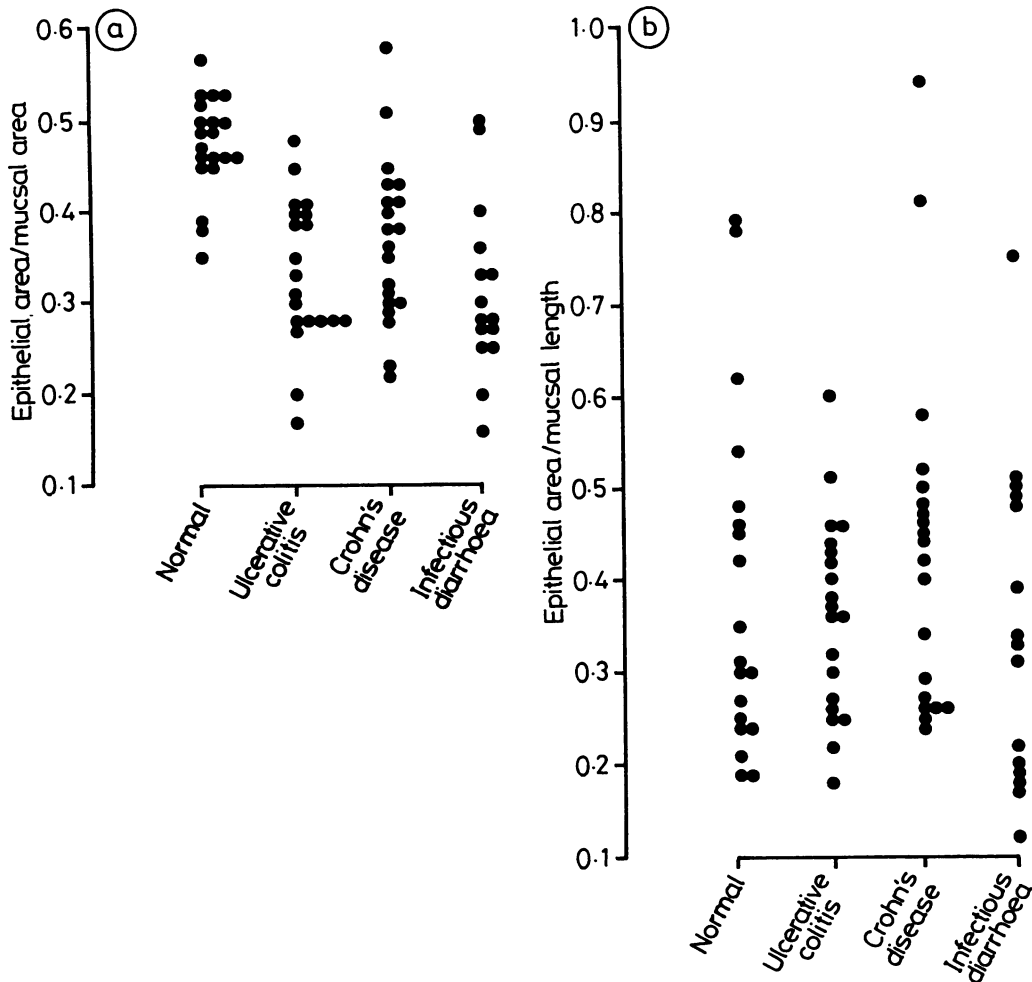 a
Epithelial, area/mucsal area
0·6
0·5
0·4
0·3
0·2
0·1
Normal
Ulcerative
colitis
Crohn's
disease
Infectious
diarrhoea
b
Epithelial area/mucsal length
1·0
0·9
0·8
0·7
0·6
0·5
0·4
0·3
0·2
0·1
Normal
Ulcerative
colitis
Crohn's
disease
Infectious
diarrhoea